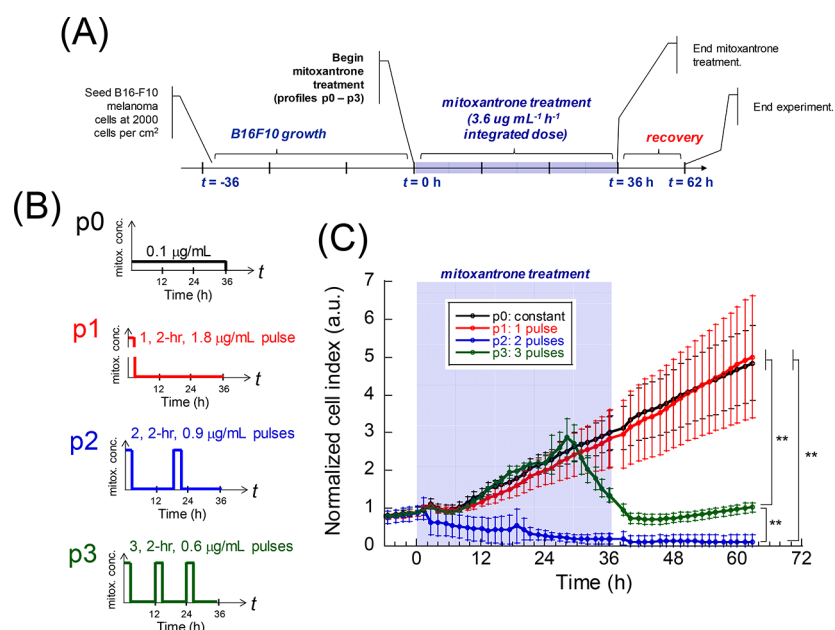 (A)
Seed B16-F10
melanoma
cells at 2000
cells per cm²
B16F10 growth
Begin
mitoxantrone
treatment
(profiles p0 – p3)
mitoxantrone treatment
(3.6 ug mL⁻¹ h⁻¹
integrated dose)
End mitoxantrone
treatment.
recovery
End experiment.
t = -36
t = 0 h
t = 36 h
t = 62 h
(B)
p0
mitox. conc.
0.1 μg/mL
t
12 24 36
Time (h)
p1
mitox. conc.
1, 2-hr, 1.8 μg/mL pulse
t
12 24 36
Time (h)
p2
mitox. conc.
2, 2-hr, 0.9 μg/mL pulses
t
12 24 36
Time (h)
p3
mitox. conc.
3, 2-hr, 0.6 μg/mL pulses
t
12 24 36
Time (h)
(C)
mitoxantrone treatment
p0: constant
p1: 1 pulse
p2: 2 pulses
p3: 3 pulses
Normalized cell index (a.u.)
7
6
5
4
3
2
1
0
0 12 24 36 48 60 72
Time (h)
**
**
**